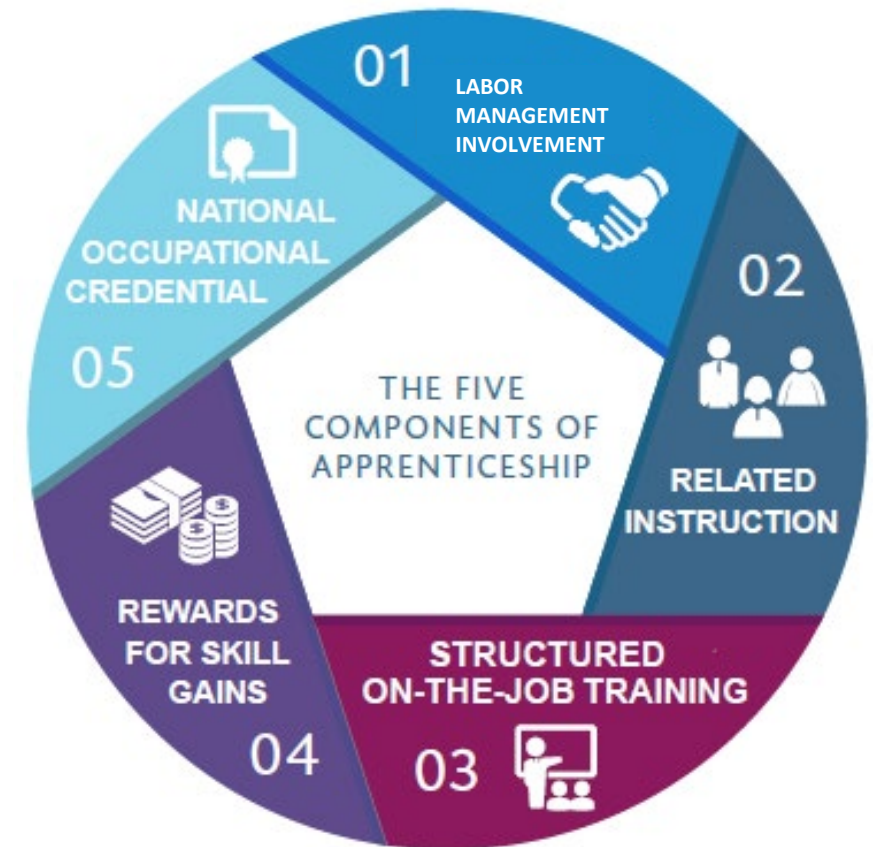 THE FIVE
COMPONENTS OF
APPRENTICESHIP
01
LABOR
MANAGEMENT
INVOLVEMENT
02
RELATED
INSTRUCTION
STRUCTURED
ON-THE-JOB TRAINING
03
REWARDS
FOR SKILL
GAINS
04
NATIONAL
OCCUPATIONAL
CREDENTIAL
05